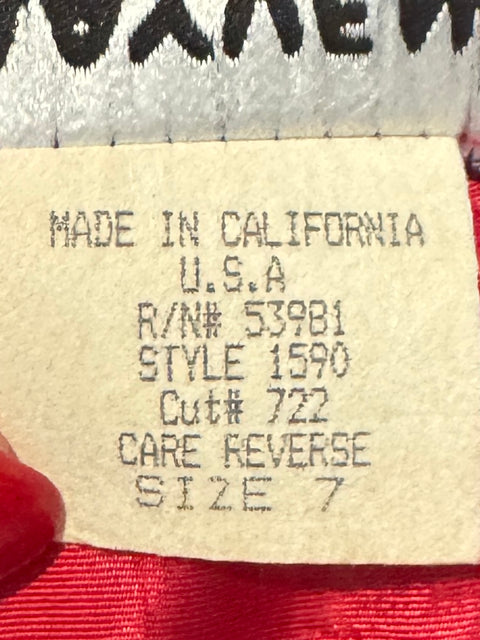 MADE IN CALIFORNIA
U.S.A
R/N# 53981
STYLE 1590
Cut# 722
CARE REVERSE
SIZE 7